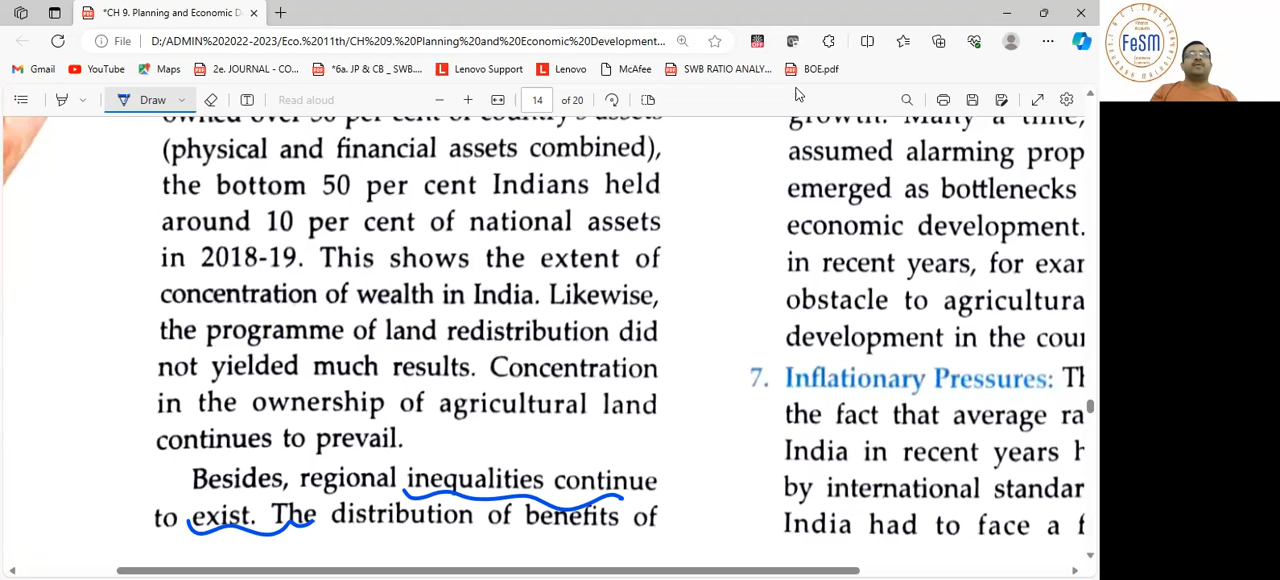 *CH 9. Planning and Economic D
File
D:/ADMIN%202022-2023/Eco.%2011th/CH%209.%20Planning%20and%20Economic%20Development...
Gmail
YouTube
Maps
2e. JOURNAL - CO...
*6a. JP & CB _SWB....
Lenovo Support
Lenovo
McAfee
SWB RATIO ANALY...
BOE.pdf
Draw
Read aloud
14 of 20
FeSM
(physical and financial assets combined),
the bottom 50 per cent Indians held
around 10 per cent of national assets
in 2018-19. This shows the extent of
concentration of wealth in India. Likewise,
the programme of land redistribution did
not yielded much results. Concentration
in the ownership of agricultural land
continues to prevail.
Besides, regional inequalities continue
to exist. The distribution of benefits of
growth. Many a time,
assumed alarming prop
emerged as bottlenecks
economic development.
in recent years, for exar
obstacle to agricultura
development in the cour
7. Inflationary Pressures: Th
the fact that average ra
India in recent years h
by international standar
India had to face a f